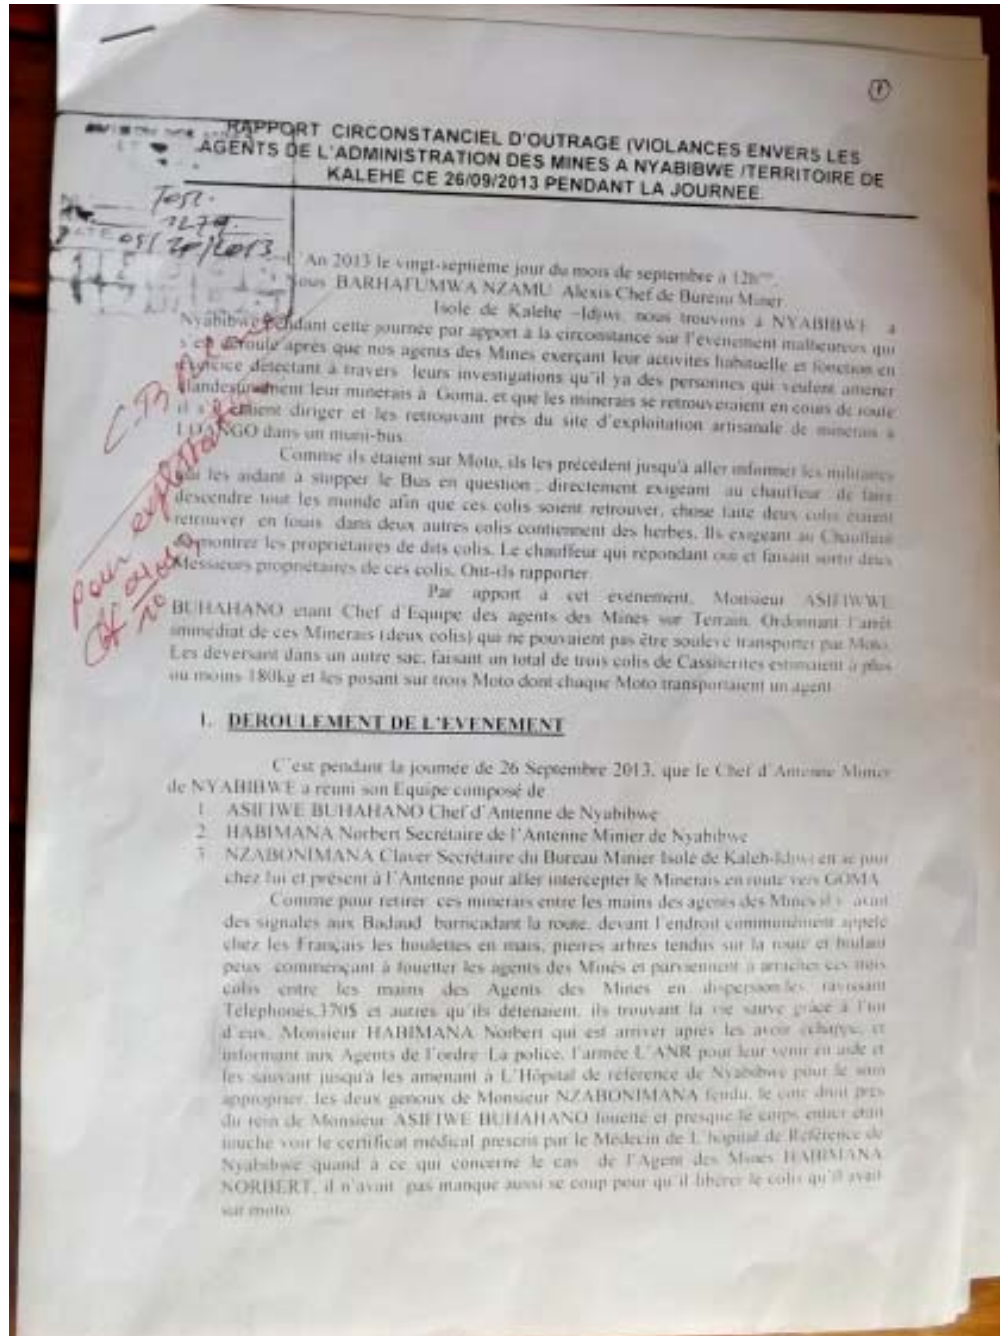 1
RAPPORT CIRCONSTANCIEL D'OUTRAGE (VIOLANCES ENVERS LES
AGENTS DE L'ADMINISTRATION DES MINES A NYABIBWE /TERRITOIRE DE
KALEHE CE 26/09/2013 PENDANT LA JOURNEE.
1279
L'An 2013 le vingt-septième jour du mois de septembre à 12h
Nous BARHAFUMWA NZAMU Alexis Chef de Bureau Minier
Isole de Kalehe –Idjwi, nous trouvons à NYABIBWE à
Nyabibwe pendant cette journée par apport à la circonstance sur l'événement malheureux qui
s'est déroule après que nos agents des Mines exerçant leur activités habituelle et fonction en
exercice détectant à travers leurs investigations qu'il ya des personnes qui veulent amener
clandestinement leur minerais à Goma, et que les minerais se retrouveraient en cours de route
il s'étaient diriger et les retrouvant près du site d'exploitation artisanale de minerais à
LUANGO dans un muni-bus.
Comme ils étaient sur Moto, ils les précédent jusqu'à aller informer les militaires
qui les aidant à stopper le Bus en question , directement exigeant au chauffeur de faire
descendre tout les monde afin que ces colis soient retrouver, chose faite deux colis étaient
retrouver en fouis dans deux autres colis contiennent des herbes. Ils exigeant au Chauffeur
montrer les propriétaires de dits colis. Le chauffeur qui répondant oui et faisant sortir deux
Messieurs propriétaires de ces colis. Ont-ils rapporter.
Par apport à cet événement, Monsieur ASIFIWWE
BUHAHANO étant Chef d'Equipe des agents des Mines sur Terrain. Ordonnant l'arrêt
immédiat de ces Minerais (deux colis) qui ne pouvaient pas être soulevé transporter par Moto.
Les déversant dans un autre sac, faisant un total de trois colis de Cassitérites estimaient à plus
ou moins 180kg et les posant sur trois Moto dont chaque Moto transportaient un agent
1. DEROULEMENT DE L'EVENEMENT
C'est pendant la journée de 26 Septembre 2013, que le Chef d'Antenne Minier
de NYABIBWE a réuni son Equipe composé de
1 ASIFIWE BUHAHANO Chef d'Antenne de Nyabibwe
2 HABIMANA Norbert Secrétaire de l'Antenne Minier de Nyabibwe
3 NZABONIMANA Claver Secrétaire du Bureau Minier Isole de Kaleh-Idjwi en se jour
chez lui et présent à l'Antenne pour aller intercepter le Minerais en route vers GOMA
Comme pour retirer ces minerais entre les mains des agents des Mines il y avait
des signales aux Badaud barricadant la route, devant l'endroit communément appelé
chez les Français les houlettes en mais, pierres arbres tendus sur la route et
peux commençant à fouetter les agents des Mines et parviennent à arracher ces trois
colis entre les mains des Agents des Mines en dispersion les ravissant
Telephones,370$ et autres qu'ils détenaient, ils trouvant la vie sauve grâce à l'un
d'eux, Monsieur HABIMANA Norbert qui est arriver après les avoir échappé, et
informant aux Agents de l'ordre La police, l'armée L'ANR pour leur venir en aide et
les sauvant jusqu'à les amenant à L'Hôpital de référence de Nyabibwe pour le soin
approprier, les deux genoux de Monsieur NZABONIMANA fendu, le coté droit près
du rein de Monsieur ASIFIWE BUHAHANO fouetté et presque le corps entier était
touche voir le certificat médical prescrit par le Médecin de L'hôpital de Référence de
Nyabibwe quand à ce qui concerne le cas de l'Agent des Mines HABIMANA
NORBERT, il n'avait pas manque aussi se coup pour qu'il libérer le colis qu'il avait
sur moto.
pour exploitation